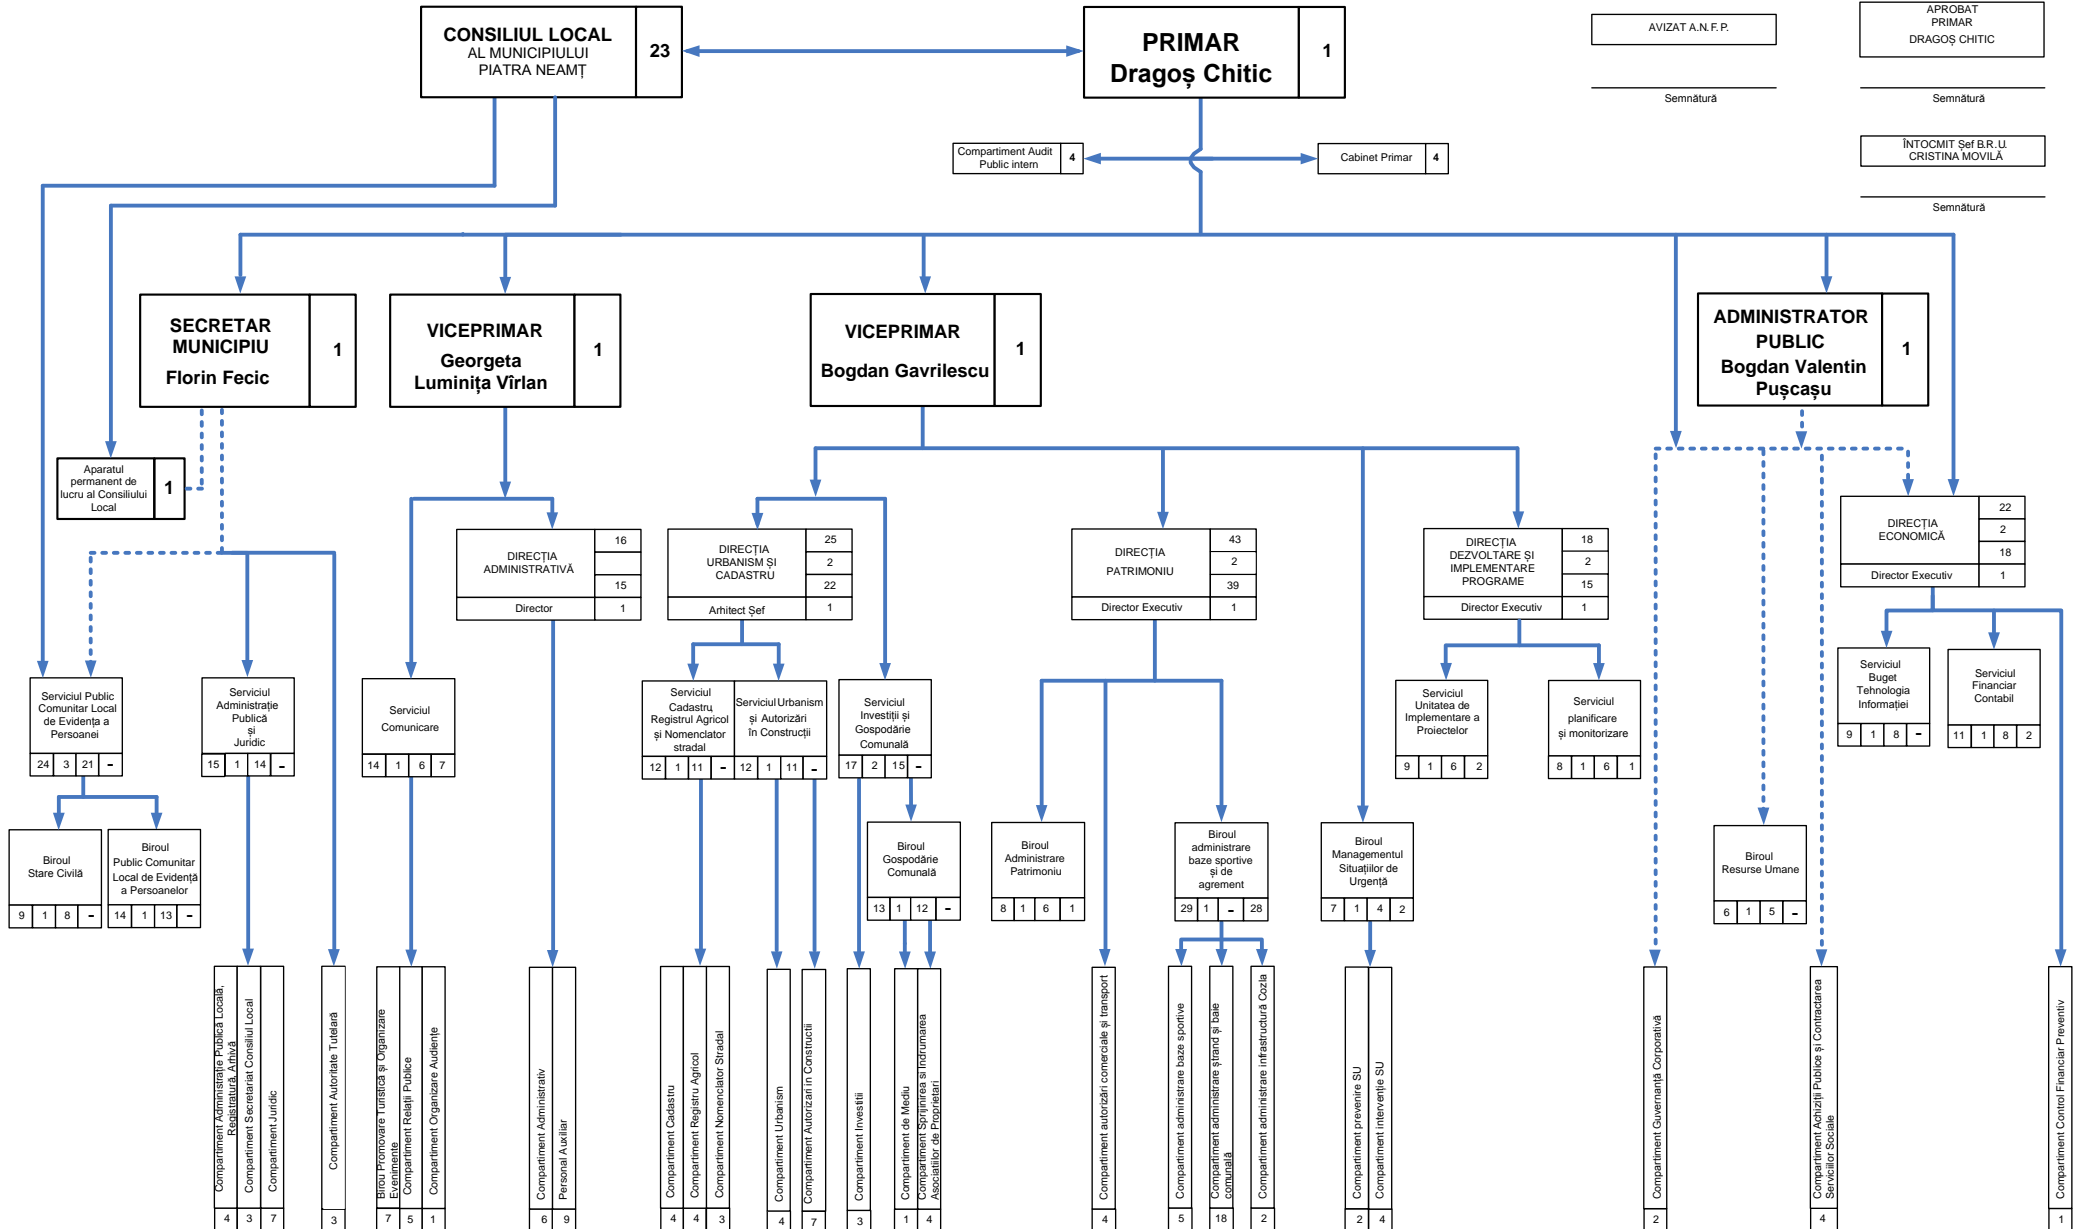 CONSILIUL LOCAL
AL MUNICIPIULUI
PIATRA NEAMȚ
23
PRIMAR
Dragoș Chitic
1
AVIZAT A.N.F.P.
Semnătură
APROBAT
PRIMAR
DRAGOȘ CHITIC
Semnătură
ÎNTOCMIT Șef B.R.U.
CRISTINA MOVILĂ
Semnătură
Compartiment Audit
Public intern
4
Cabinet Primar
4
SECRETAR
MUNICIPIU
Florin Fecic
1
VICEPRIMAR
Georgeta
Luminița Vîrlan
1
VICEPRIMAR
Bogdan Gavrilescu
1
ADMINISTRATOR
PUBLIC
Bogdan Valentin
Pușcașu
1
Aparatul
permanent de
lucru al Consiliului
Local
1
DIRECȚIA
ADMINISTRATIVĂ
16
15
Director
1
DIRECȚIA
URBANISM ȘI
CADASTRU
25
2
22
Arhitect Șef
1
DIRECȚIA
PATRIMONIU
43
2
39
Director Executiv
1
DIRECȚIA
DEZVOLTARE ȘI
IMPLEMENTARE
PROGRAME
18
2
15
Director Executiv
1
DIRECȚIA
ECONOMICĂ
22
2
18
Director Executiv
1
Serviciul Public
Comunitar Local
de Evidența a
Persoanei
24 3 21 -
Serviciul
Administrație
Publică
și
Juridic
15 1 14 -
Serviciul
Comunicare
14 1 6 7
Serviciul
Cadastru,
Registrul Agricol
și Nomenclator
stradal
12 1 11 -
Serviciul Urbanism
și Autorizări
în Construcții
12 1 11 -
Serviciul
Investiții și
Gospodărie
Comunală
17 2 15 -
Serviciul
Unitatea de
Implementare a
Proiectelor
9 1 6 2
Serviciul
planificare
și monitorizare
8 1 6 1
Serviciul
Buget
Tehnologia
Informației
9 1 8 -
Serviciul
Financiar
Contabil
11 1 8 2
Biroul
Stare Civilă
9 1 8 -
Biroul
Public Comunitar
Local de Evidență
a Persoanelor
14 1 13 -
Biroul
Gospodărie
Comunală
13 1 12 -
Biroul
Administrare
Patrimoniu
8 1 6 1
Biroul
administrare
baze sportive
și de
agrement
29 1 - 28
Biroul
Managementul
Situațiilor de
Urgență
7 1 4 2
Biroul
Resurse Umane
6 1 5 -
Compartiment Administrație Publică Locală,
Registratură, Arhivă
4
Compartiment Secretariat Consiliul Local
3
Compartiment Juridic
7
Compartiment Autoritate Tutelară
3
Birou Promovare Turistică și Organizare
Evenimente
7
Compartiment Relații Publice
5
Compartiment Organizare Audiențe
1
Compartiment Administrativ
6
Personal Auxiliar
9
Compartiment Cadastru
4
Compartiment Registru Agricol
4
Compartiment Nomenclator Stradal
3
Compartiment Urbanism
4
Compartiment Autorizari in Constructii
7
Compartiment Investitii
3
Compartiment de Mediu
1
Compartiment Sprijinirea si Indrumarea
Asociatiilor de Proprietari
4
Compartiment autorizări comerciale și transport
4
Compartiment administrare baze sportive
5
Compartiment administrare ștrand și baie
comunală
18
Compartiment administrare infrastructură Cozla
2
Compartiment prevenire SU
2
Compartiment intervenție SU
4
Compartiment Guvernanță Corporativă
2
Compartiment Achiziții Publice și Contractarea
Serviciilor Sociale
4
Compartiment Control Financiar Preventiv
1